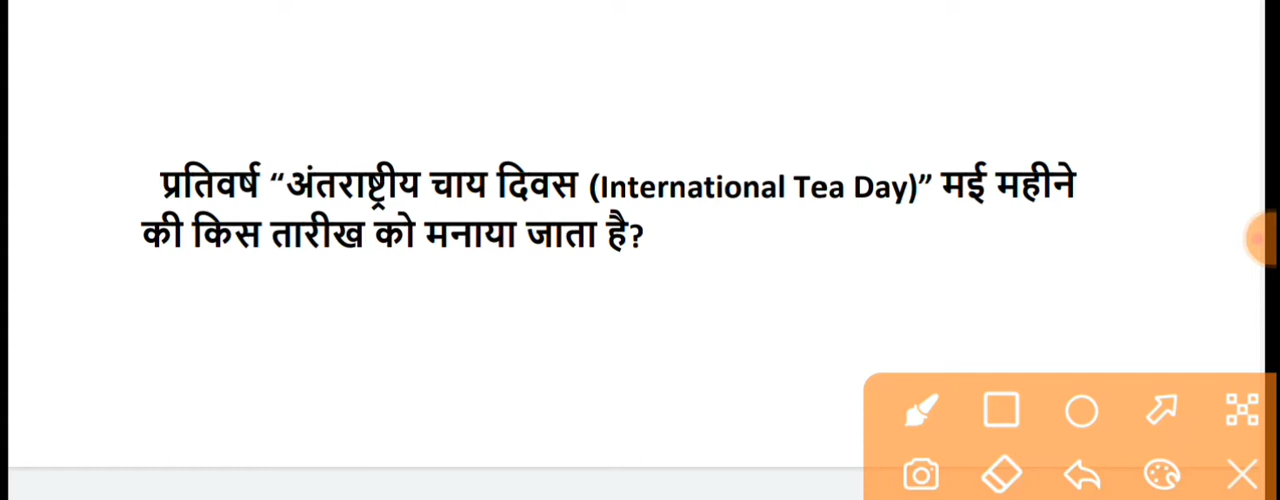 प्रतिवर्ष “अंतराष्ट्रीय चाय दिवस (International Tea Day)” मई महीने
की किस तारीख को मनाया जाता है?